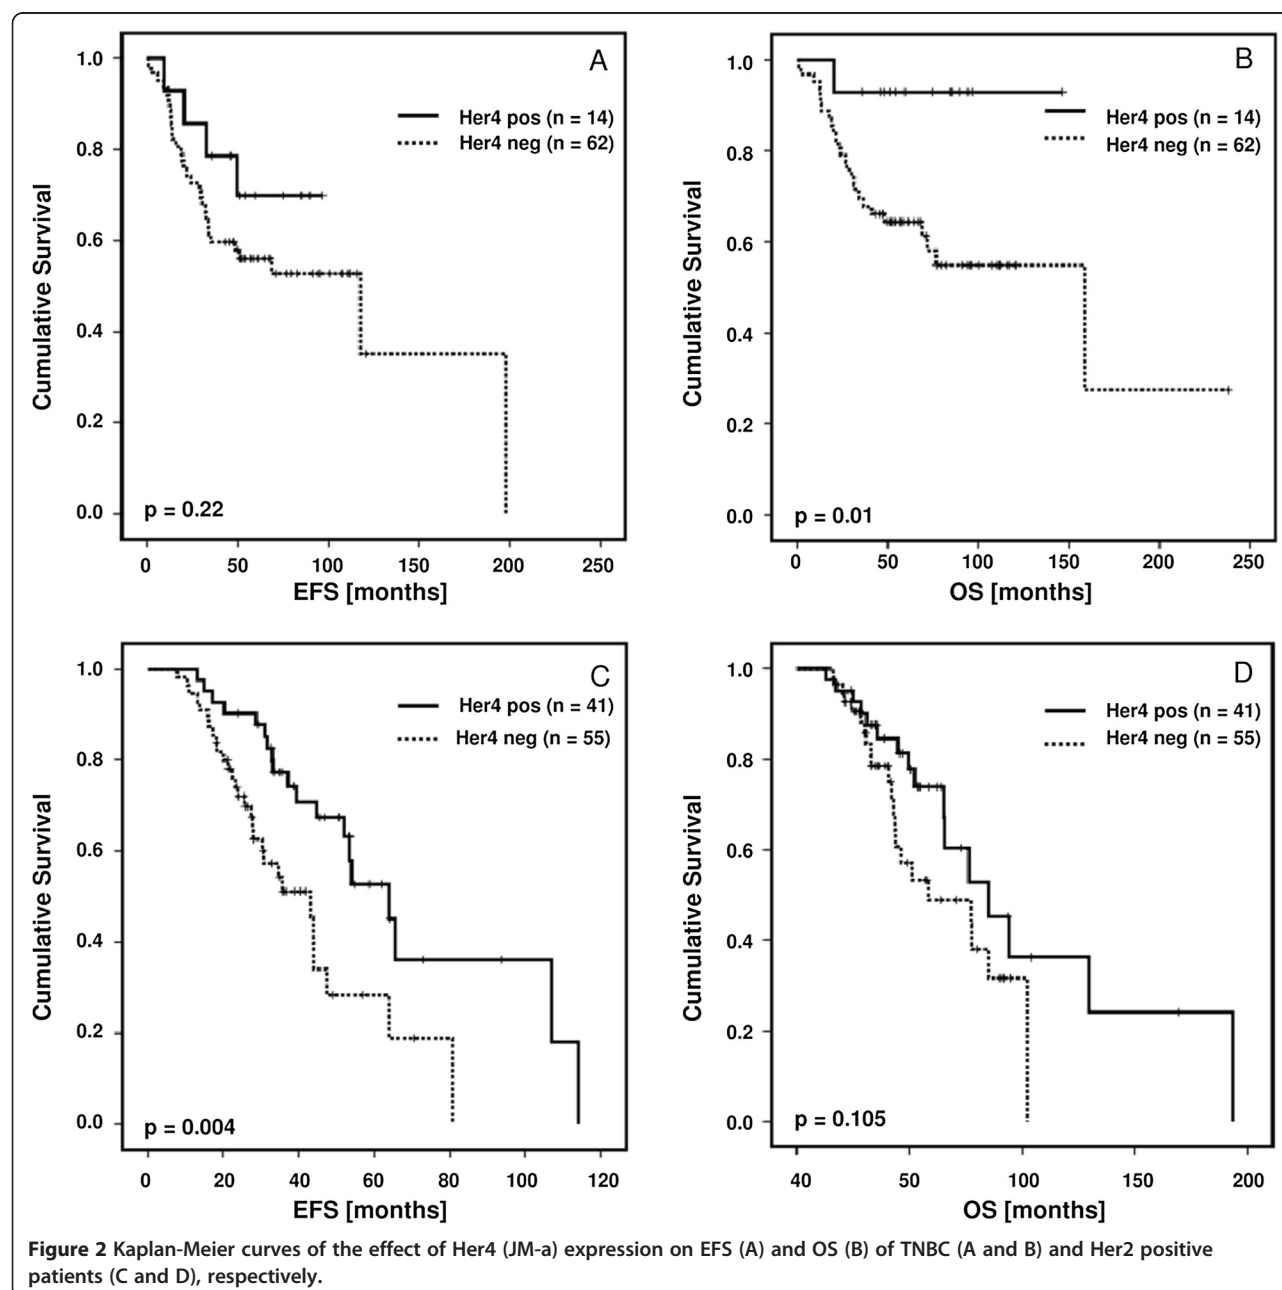 A
1.0
0.8
0.6
0.4
0.2
0.0
Cumulative Survival
Her4 pos (n = 14)
Her4 neg (n = 62)
p = 0.22
0 50 100 150 200 250
EFS [months]
B
1.0
0.8
0.6
0.4
0.2
0.0
Cumulative Survival
Her4 pos (n = 14)
Her4 neg (n = 62)
p = 0.01
0 50 100 150 200 250
OS [months]
C
1.0
0.8
0.6
0.4
0.2
0.0
Cumulative Survival
Her4 pos (n = 41)
Her4 neg (n = 55)
p = 0.004
0 20 40 60 80 100 120
EFS [months]
D
1.0
0.8
0.6
0.4
0.2
0.0
Cumulative Survival
Her4 pos (n = 41)
Her4 neg (n = 55)
p = 0.105
40 50 100 150 200
OS [months]
Figure 2 Kaplan-Meier curves of the effect of Her4 (JM-a) expression on EFS (A) and OS (B) of TNBC (A and B) and Her2 positive
patients (C and D), respectively.